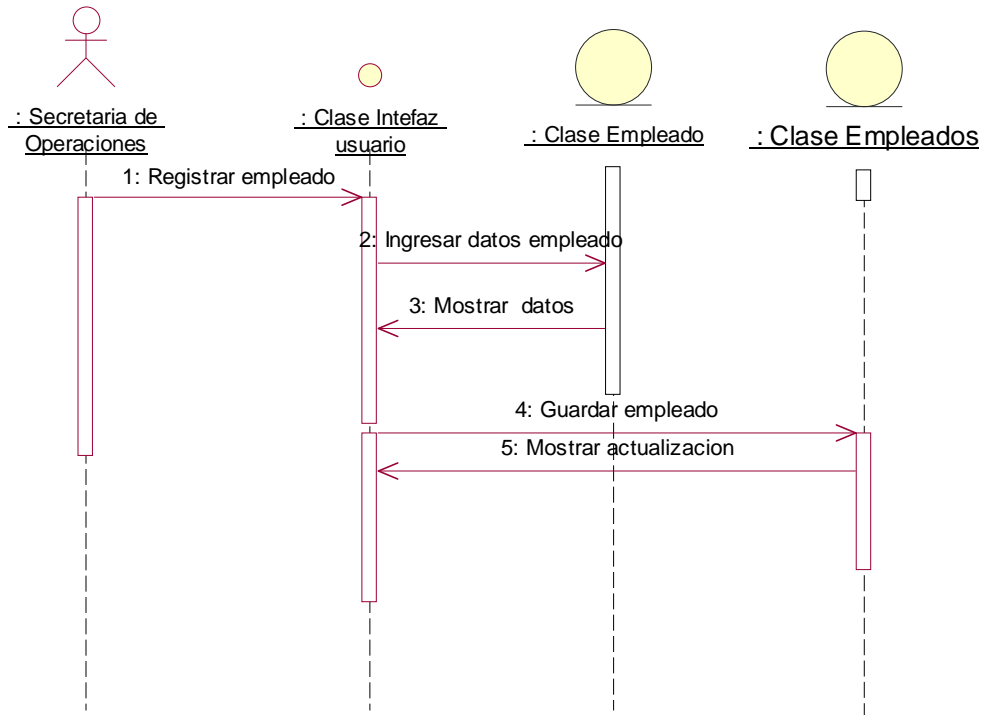 : Secretaria de
Operaciones
: Clase Intefaz
usuario
: Clase Empleado
: Clase Empleados
1: Registrar empleado
2: Ingresar datos empleado
3: Mostrar datos
4: Guardar empleado
5: Mostrar actualizacion